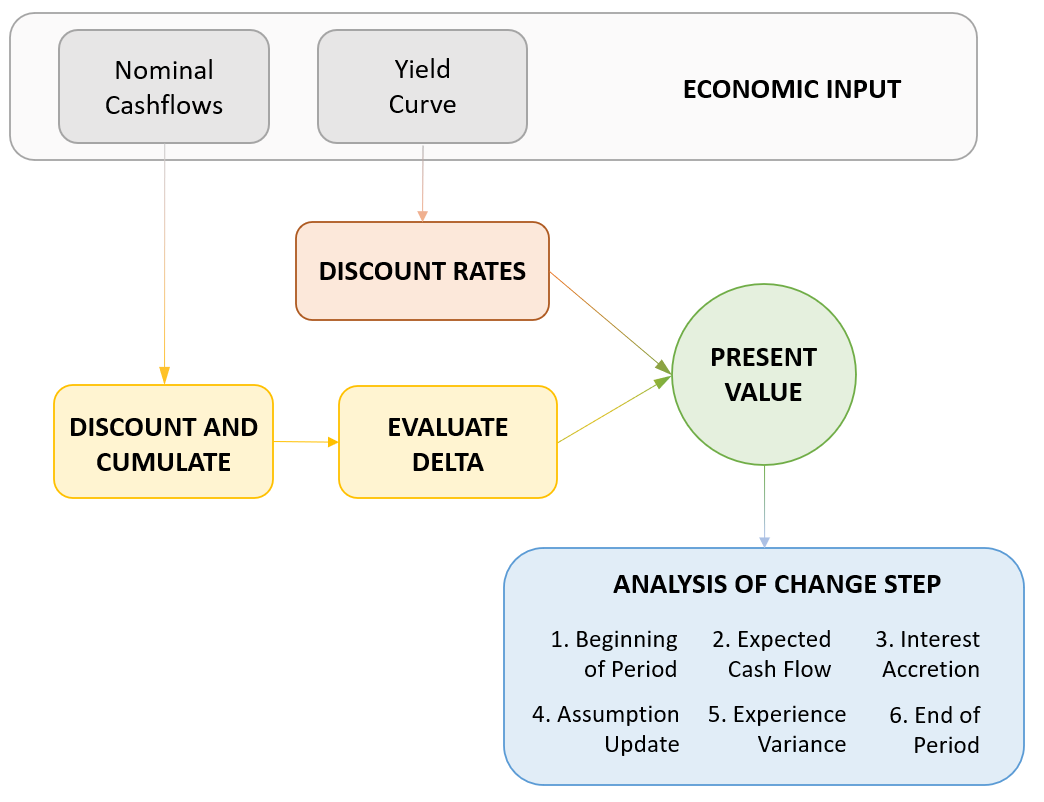 Nominal
Cashflows
Yield
Curve
ECONOMIC INPUT
DISCOUNT RATES
PRESENT
VALUE
DISCOUNT AND
CUMULATE
EVALUATE
DELTA
ANALYSIS OF CHANGE STEP
1. Beginning
of Period
2. Expected
Cash Flow
3. Interest
Accretion
4. Assumption
Update
5. Experience
Variance
6. End of
Period